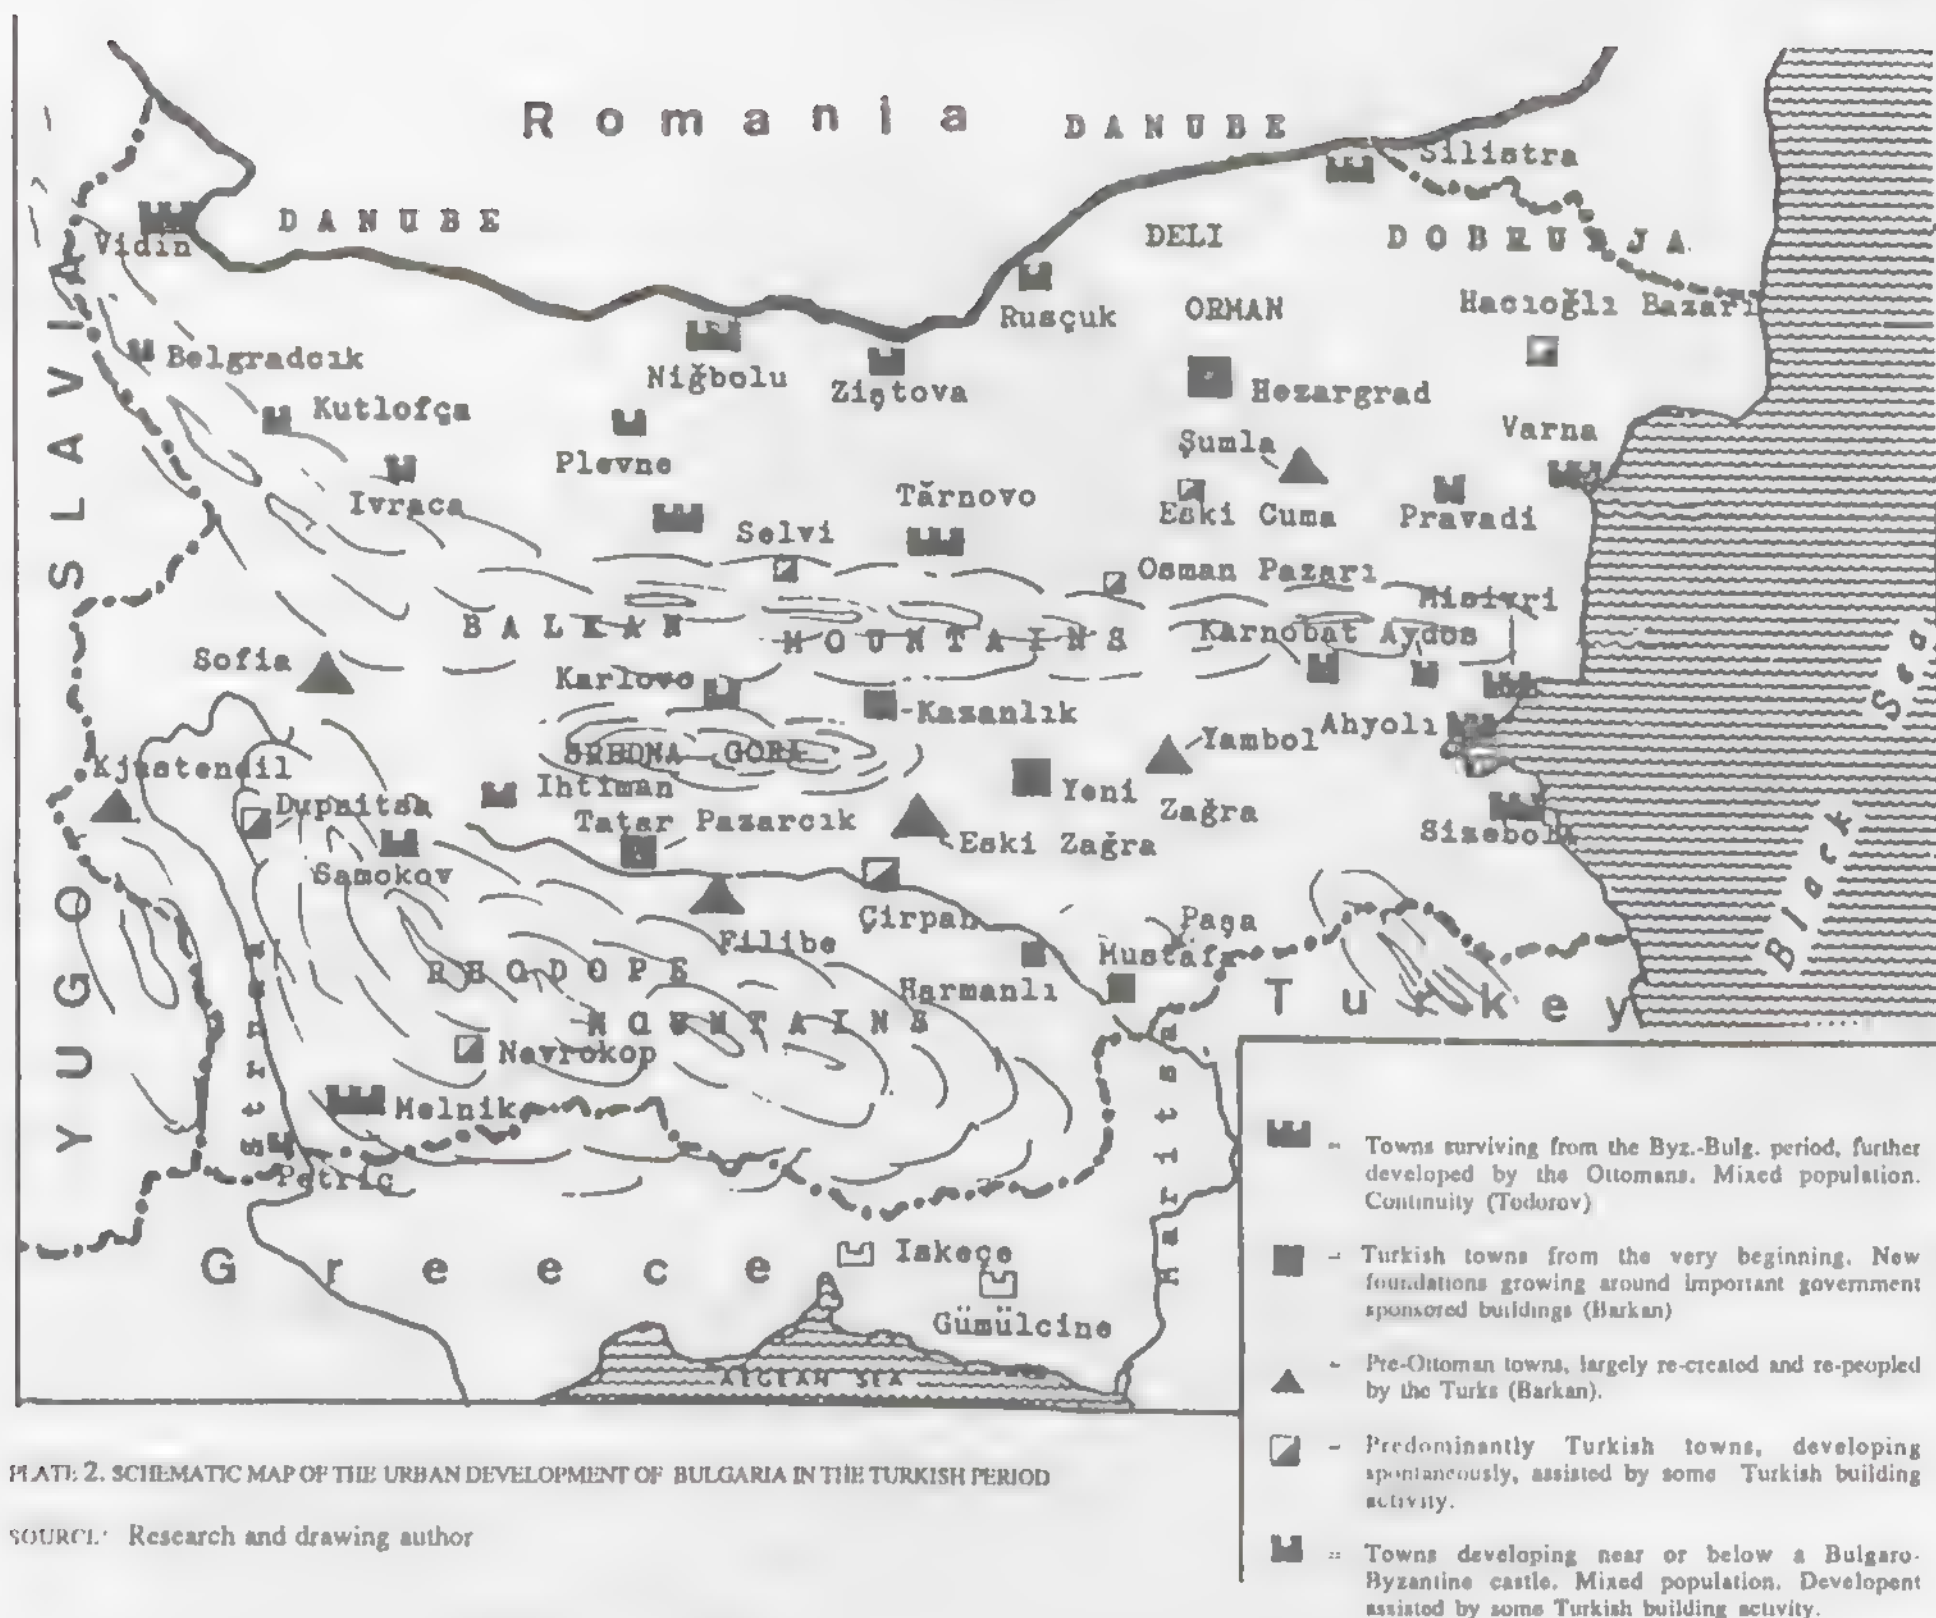 Romania
DANUBE
Silistra
DANUBE
Vidin
DELI
DOBRUDJA
ORMAN
Hacıoğlı Bazarı
Rusçuk
Belgradcık
Niğbolu
Ziştova
Hezargrad
Kutlofça
Şumla
Varna
Plevne
Ivraca
Tărnovo
Eski Cuma
Pravadi
Selvi
Osman Pazarı
Misivri
BALKAN
MOUNTAINS
Karnobat Aydos
Sofia
Karlovo
Kazanlık
Ahyolı
Yambol
SREDNA GORA
Kjustendil
Ihtiman
Yeni
Zağra
Dupnitsa
Tatar Pazarcık
Eski Zağra
Sizebolı
Samokov
Çirpan
Paşa
Mustafa
Filibe
RHODOPE
Harmanlı
MOUNTAINS
Turkey
Nevrokop
Melnik
Petriç
YUGOSLAVIA
Struma
Maritsa
Black Sea
Greece
Iskeçe
Gümülcine
AEGEAN SEA
- Towns surviving from the Byz.-Bulg. period, further
developed by the Ottomans. Mixed population.
Continuity (Todorov)
- Turkish towns from the very beginning. New
foundations growing around important government
sponsored buildings (Barkan)
- Pre-Ottoman towns, largely re-created and re-peopled
by the Turks (Barkan).
- Predominantly Turkish towns, developing
spontaneously, assisted by some Turkish building
activity.
= Towns developing near or below a Bulgaro-
Byzantine castle. Mixed population. Developent
assisted by some Turkish building activity.
PLATE 2. SCHEMATIC MAP OF THE URBAN DEVELOPMENT OF BULGARIA IN THE TURKISH PERIOD
SOURCE: Research and drawing author